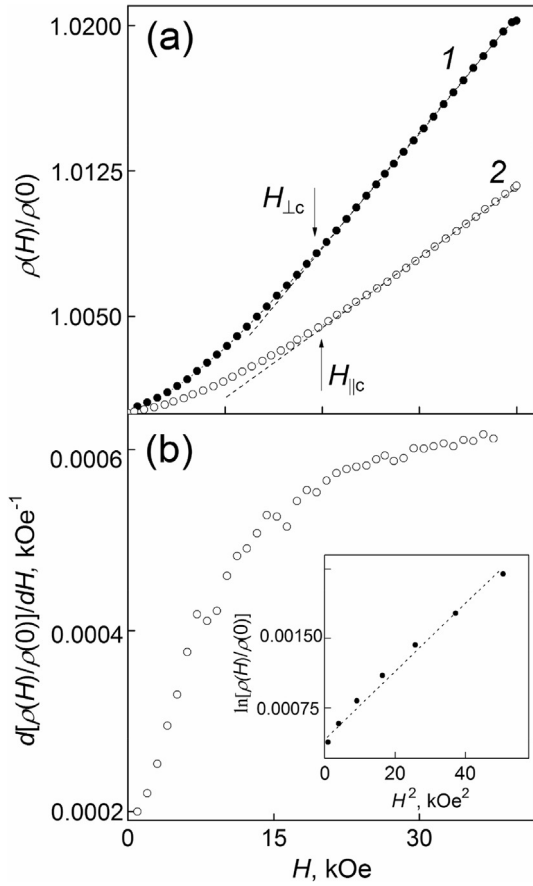 (a)
1.0200
1
1.0125
2
H⊥c
ρ(H)/ρ(0)
1.0050
H||c
(b)
0.0006
d[ρ(H)/ρ(0)]/dH, kOe⁻¹
0.0004
ln[ρ(H)/ρ(0)]
0.00150
0.00075
0 20 40
H², kOe²
0.0002
0 15 30
H, kOe